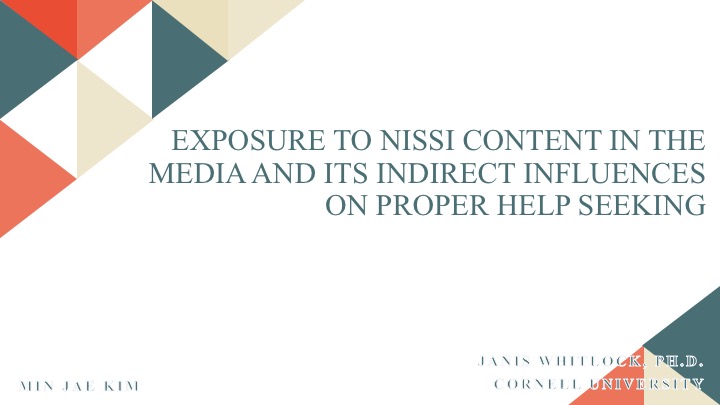 EXPOSURE TO NISSI CONTENT IN THE
MEDIA AND ITS INDIRECT INFLUENCES
ON PROPER HELP SEEKING
JANIS WHITLOCK, PH.D.
CORNELL UNIVERSITY
MIN JAE KIM